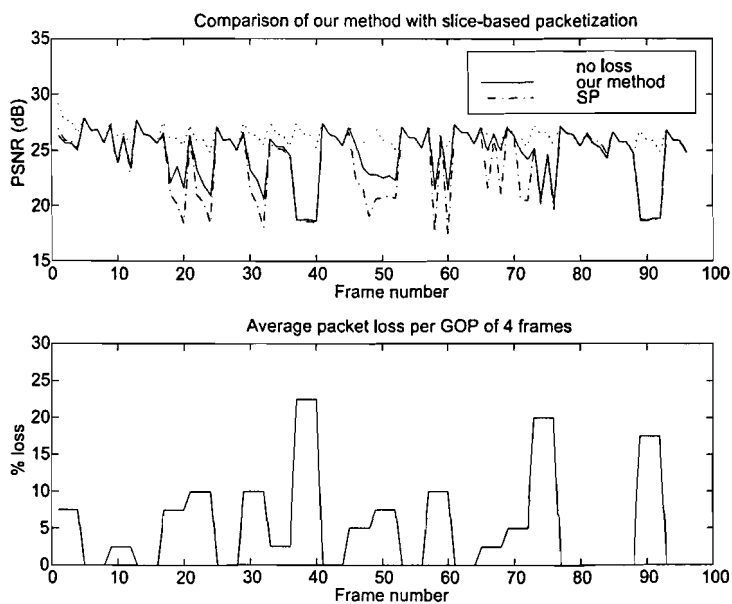 Comparison of our method with slice-based packetization
35
30
25
20
15
PSNR (dB)
no loss
our method
SP
0 10 20 30 40 50 60 70 80 90 100
Frame number
Average packet loss per GOP of 4 frames
30
25
20
15
10
5
0
% loss
0 10 20 30 40 50 60 70 80 90 100
Frame number